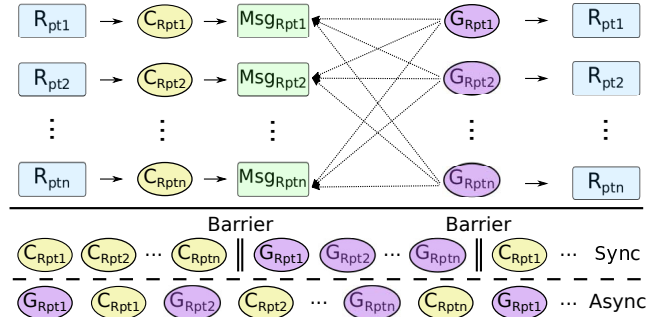 Rpt1 CRpt1 MsgRpt1 GRpt1 Rpt1
Rpt2 CRpt2 MsgRpt2 GRpt2 Rpt2
⋮ ⋮ ⋮ ⋮ ⋮
Rptn CRptn MsgRptn GRptn Rptn
Barrier Barrier
CRpt1 CRpt2 ··· CRptn GRpt1 GRpt2 ··· GRptn CRpt1 ··· Sync
GRpt1 CRpt1 GRpt2 CRpt2 ··· GRptn CRptn GRpt1 ··· Async